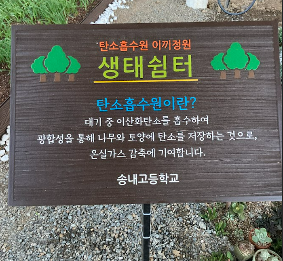 탄소흡수원 이끼정원
생태쉼터
탄소흡수원이란?
대기 중 이산화탄소를 흡수하여
광합성을 통해 나무와 토양에 탄소를 저장하는 것으로,
온실가스 감축에 기여합니다.
송내고등학교